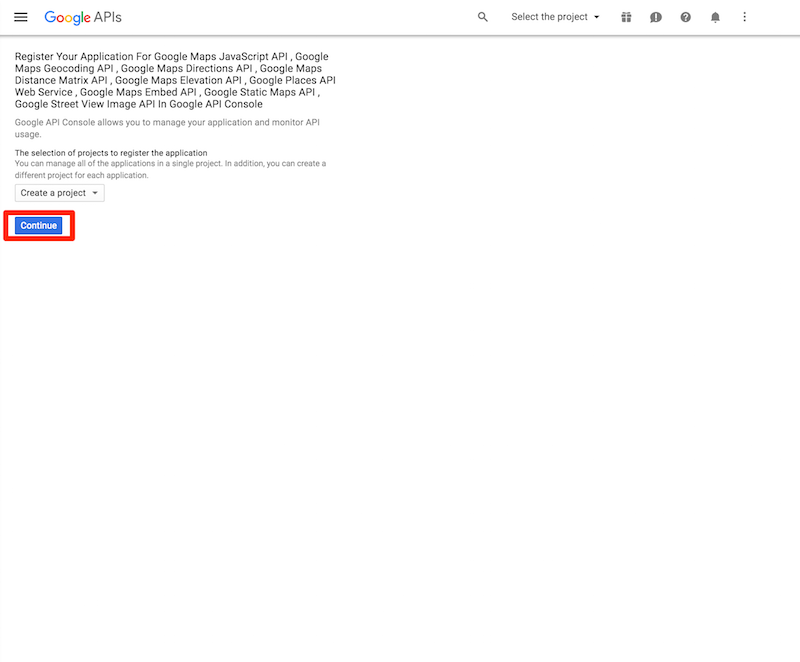 Google APIs
Select the project
Register Your Application For Google Maps JavaScript API , Google
Maps Geocoding API , Google Maps Directions API , Google Maps
Distance Matrix API , Google Maps Elevation API , Google Places API
Web Service , Google Maps Embed API , Google Static Maps API ,
Google Street View Image API In Google API Console
Google API Console allows you to manage your application and monitor API
usage.
The selection of projects to register the application
You can manage all of the applications in a single project. In addition, you can create a
different project for each application.
Create a project
Continue